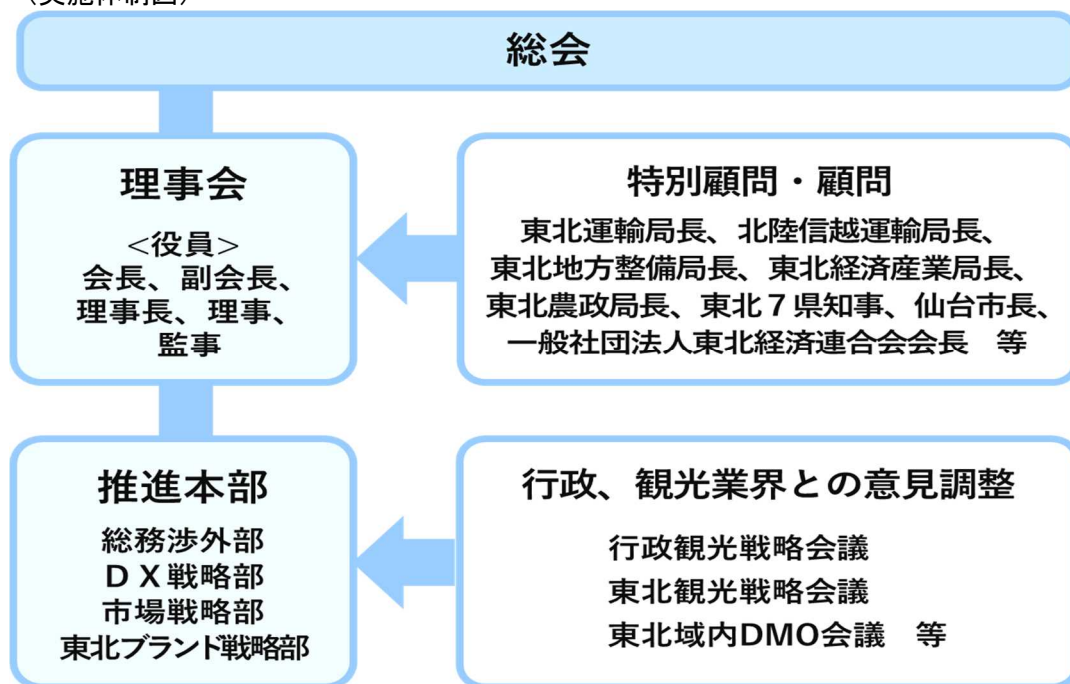 （実施体制図）
総会
理事会
<役員>
会長、副会長、
理事長、理事、
監事
特別顧問・顧問
東北運輸局長、北陸信越運輸局長、
東北地方整備局長、東北経済産業局長、
東北農政局長、東北７県知事、仙台市長、
一般社団法人東北経済連合会会長　等
推進本部
総務渉外部
ＤＸ戦略部
市場戦略部
東北ブランド戦略部
行政、観光業界との意見調整
行政観光戦略会議
東北観光戦略会議
東北域内DMO会議　等